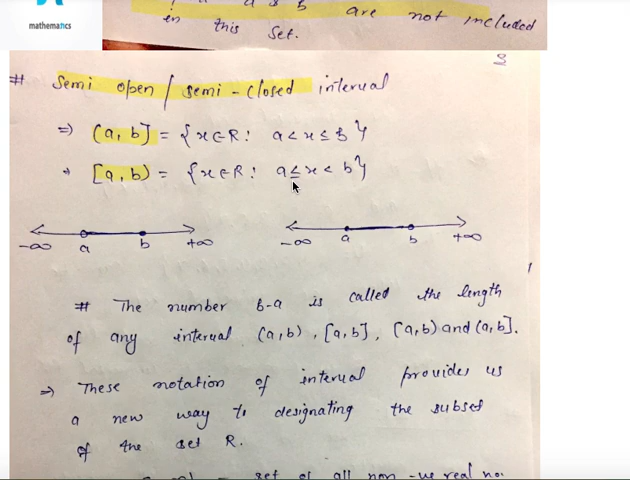 mathematics
a & b are not included
in this set.
# Semi open / semi-closed interval
⇒ (a, b] = {x∈R : a < x ≤ b}
→ [a, b) = {x∈R : a ≤ x < b}
-∞ a b +∞ -∞ a b +∞
# The number b-a is called the length
of any interval (a, b), [a, b], [a, b) and (a, b].
⇒ These notation of interval provides us
a new way to designating the subset
of the set R.
set of all non -ve real no.